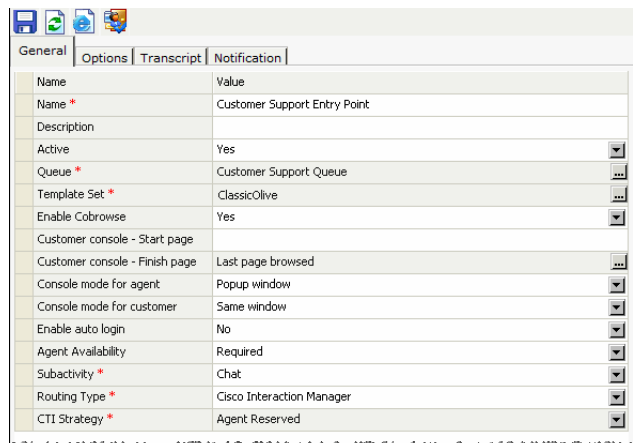 General Options Transcript Notification
Name Value
Name * Customer Support Entry Point
Description
Active Yes
Queue * Customer Support Queue
Template Set * ClassicOlive
Enable Cobrowse Yes
Customer console - Start page
Customer console - Finish page Last page browsed
Console mode for agent Popup window
Console mode for customer Same window
Enable auto login No
Agent Availability Required
Subactivity * Chat
Routing Type * Cisco Interaction Manager
CTI Strategy * Agent Reserved